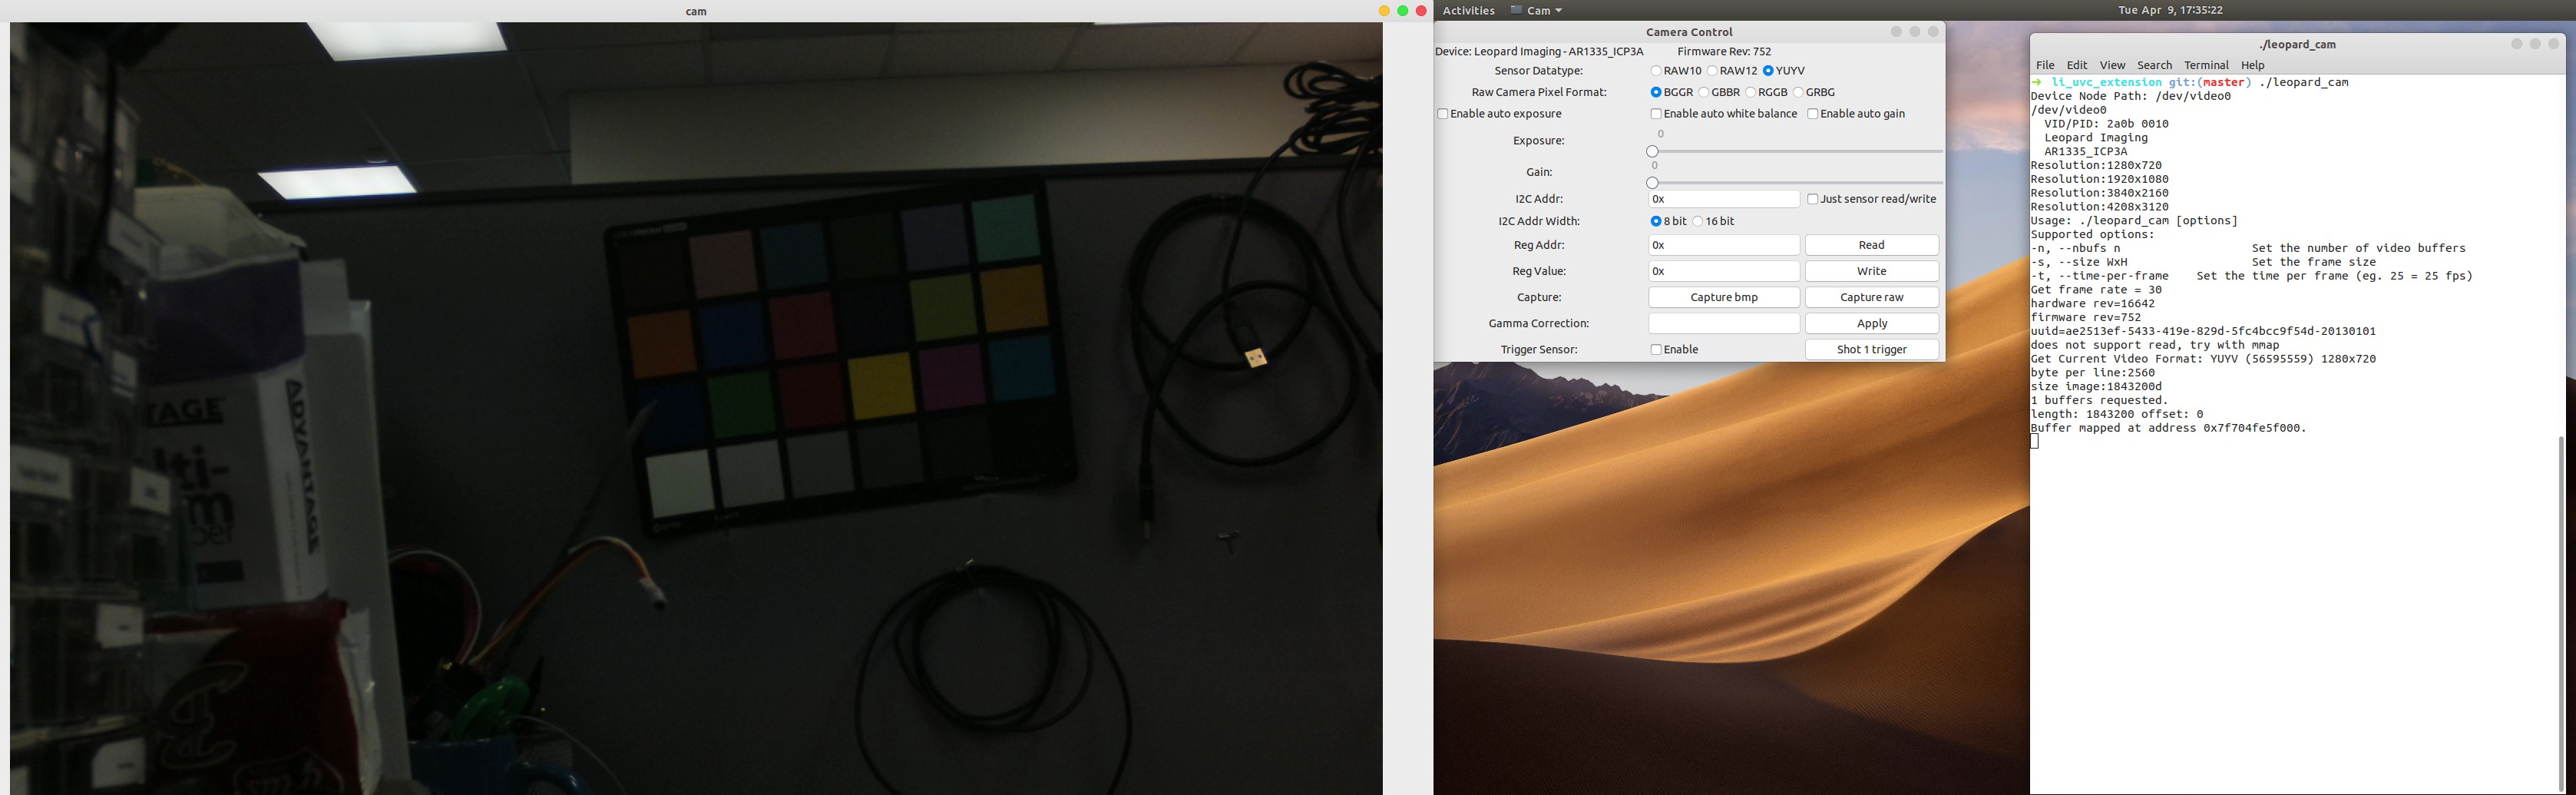 cam
TAGE
ADVANTAGE
lti-
m
per
Activities Cam
Tue Apr 9, 17:35:22
Camera Control
Device: Leopard Imaging - AR1335_ICP3A Firmware Rev: 752
Sensor Datatype: RAW10 RAW12 YUYV
Raw Camera Pixel Format: BGGR GBBR RGGB GRBG
Enable auto exposure Enable auto white balance Enable auto gain
0
Exposure:
0
Gain:
I2C Addr: 0x Just sensor read/write
I2C Addr Width: 8 bit 16 bit
Reg Addr: 0x Read
Reg Value: 0x Write
Capture: Capture bmp Capture raw
Gamma Correction: Apply
Trigger Sensor: Enable Shot 1 trigger
./leopard_cam
File Edit View Search Terminal Help
➜ li_uvc_extension git:(master) ./leopard_cam
Device Node Path: /dev/video0
/dev/video0
VID/PID: 2a0b 0010
Leopard Imaging
AR1335_ICP3A
Resolution:1280x720
Resolution:1920x1080
Resolution:3840x2160
Resolution:4208x3120
Usage: ./leopard_cam [options]
Supported options:
-n, --nbufs n Set the number of video buffers
-s, --size WxH Set the frame size
-t, --time-per-frame Set the time per frame (eg. 25 = 25 fps)
Get frame rate = 30
hardware rev=16642
firmware rev=752
uuid=ae2513ef-5433-419e-829d-5fc4bcc9f54d-20130101
does not support read, try with mmap
Get Current Video Format: YUYV (56595559) 1280x720
byte per line:2560
size image:1843200d
1 buffers requested.
length: 1843200 offset: 0
Buffer mapped at address 0x7f704fe5f000.